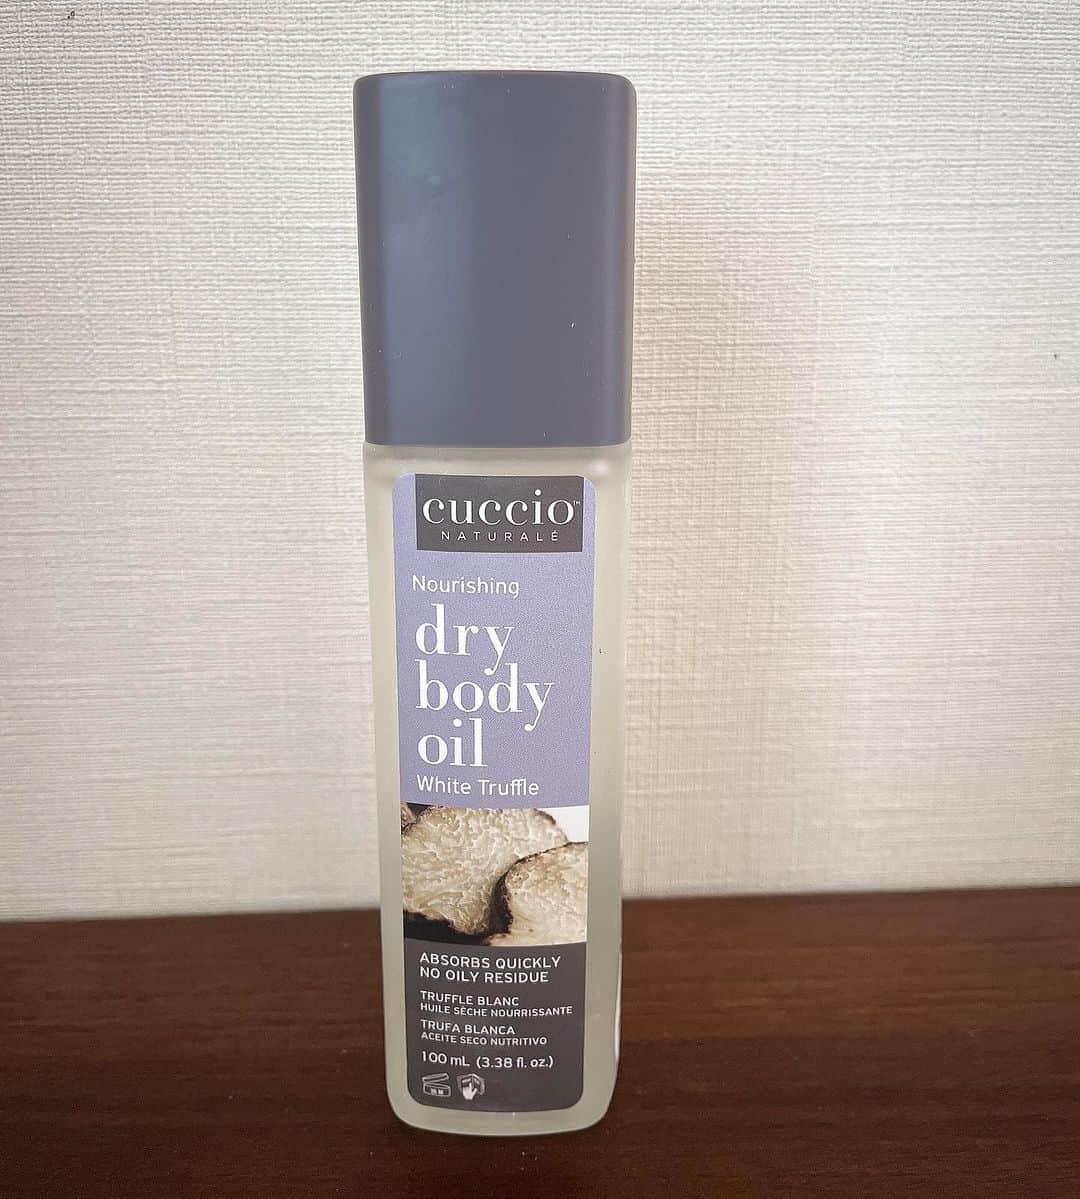 cuccio™
NATURALÉ
Nourishing
dry
body
oil
White Truffle
ABSORBS QUICKLY
NO OILY RESIDUE
TRUFFLE BLANC
HUILE SÈCHE NOURRISSANTE
TRUFA BLANCA
ACEITE SECO NUTRITIVO
100 mL (3.38 fl. oz.)